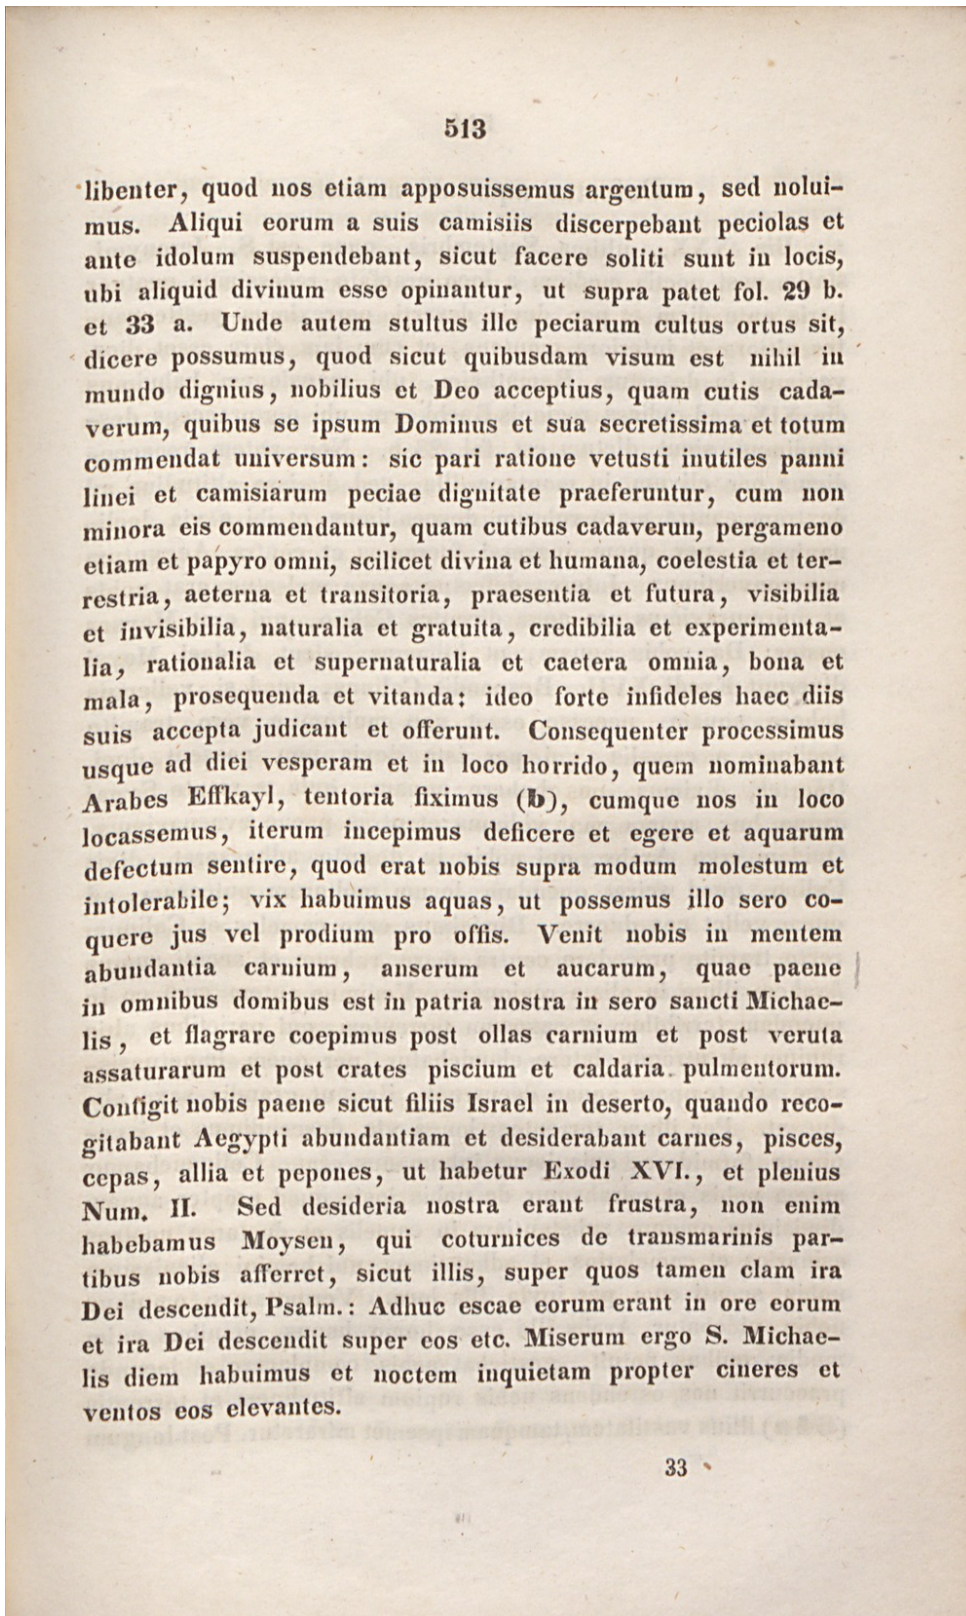 513
libenter, quod nos etiam apposuissemus argentum, sed nolui-
mus. Aliqui eorum a suis camisiis discerpebant peciolas et
ante idolum suspendebant, sicut facere soliti sunt in locis,
ubi aliquid divinum esse opinantur, ut supra patet fol. 29 b.
et 33 a. Unde autem stultus ille peciarum cultus ortus sit,
dicere possumus, quod sicut quibusdam visum est nihil in
mundo dignius, nobilius et Deo acceptius, quam cutis cada-
verum, quibus se ipsum Dominus et sua secretissima et totum
commendat universum: sic pari ratione vetusti inutiles panni
linei et camisiarum peciae dignitate praeferuntur, cum non
minora eis commendantur, quam cutibus cadaverun, pergameno
etiam et papyro omni, scilicet divina et humana, coelestia et ter-
restria, aeterna et transitoria, praesentia et futura, visibilia
et invisibilia, naturalia et gratuita, credibilia et experimenta-
lia, rationalia et supernaturalia et caetera omnia, bona et
mala, prosequenda et vitanda: ideo forte infideles haec diis
suis accepta judicant et offerunt. Consequenter processimus
usque ad diei vesperam et in loco horrido, quem nominabant
Arabes Effkayl, tentoria fiximus (b), cumque nos in loco
locassemus, iterum incepimus deficere et egere et aquarum
defectum sentire, quod erat nobis supra modum molestum et
intolerabile; vix habuimus aquas, ut possemus illo sero co-
quere jus vel prodium pro offis. Venit nobis in mentem
abundantia carnium, anserum et aucarum, quae paene
in omnibus domibus est in patria nostra in sero sancti Michae-
lis, et flagrare coepimus post ollas carnium et post veruta
assaturarum et post crates piscium et caldaria pulmentorum.
Contigit nobis paene sicut filiis Israel in deserto, quando reco-
gitabant Aegypti abundantiam et desiderabant carnes, pisces,
cepas, allia et pepones, ut habetur Exodi XVI., et plenius
Num. II. Sed desideria nostra erant frustra, non enim
habebamus Moysen, qui coturnices de transmarinis par-
tibus nobis afferret, sicut illis, super quos tamen clam ira
Dei descendit, Psalm.: Adhuc escae eorum erant in ore eorum
et ira Dei descendit super eos etc. Miserum ergo S. Michae-
lis diem habuimus et noctem inquietam propter cineres et
ventos eos elevantes.
33